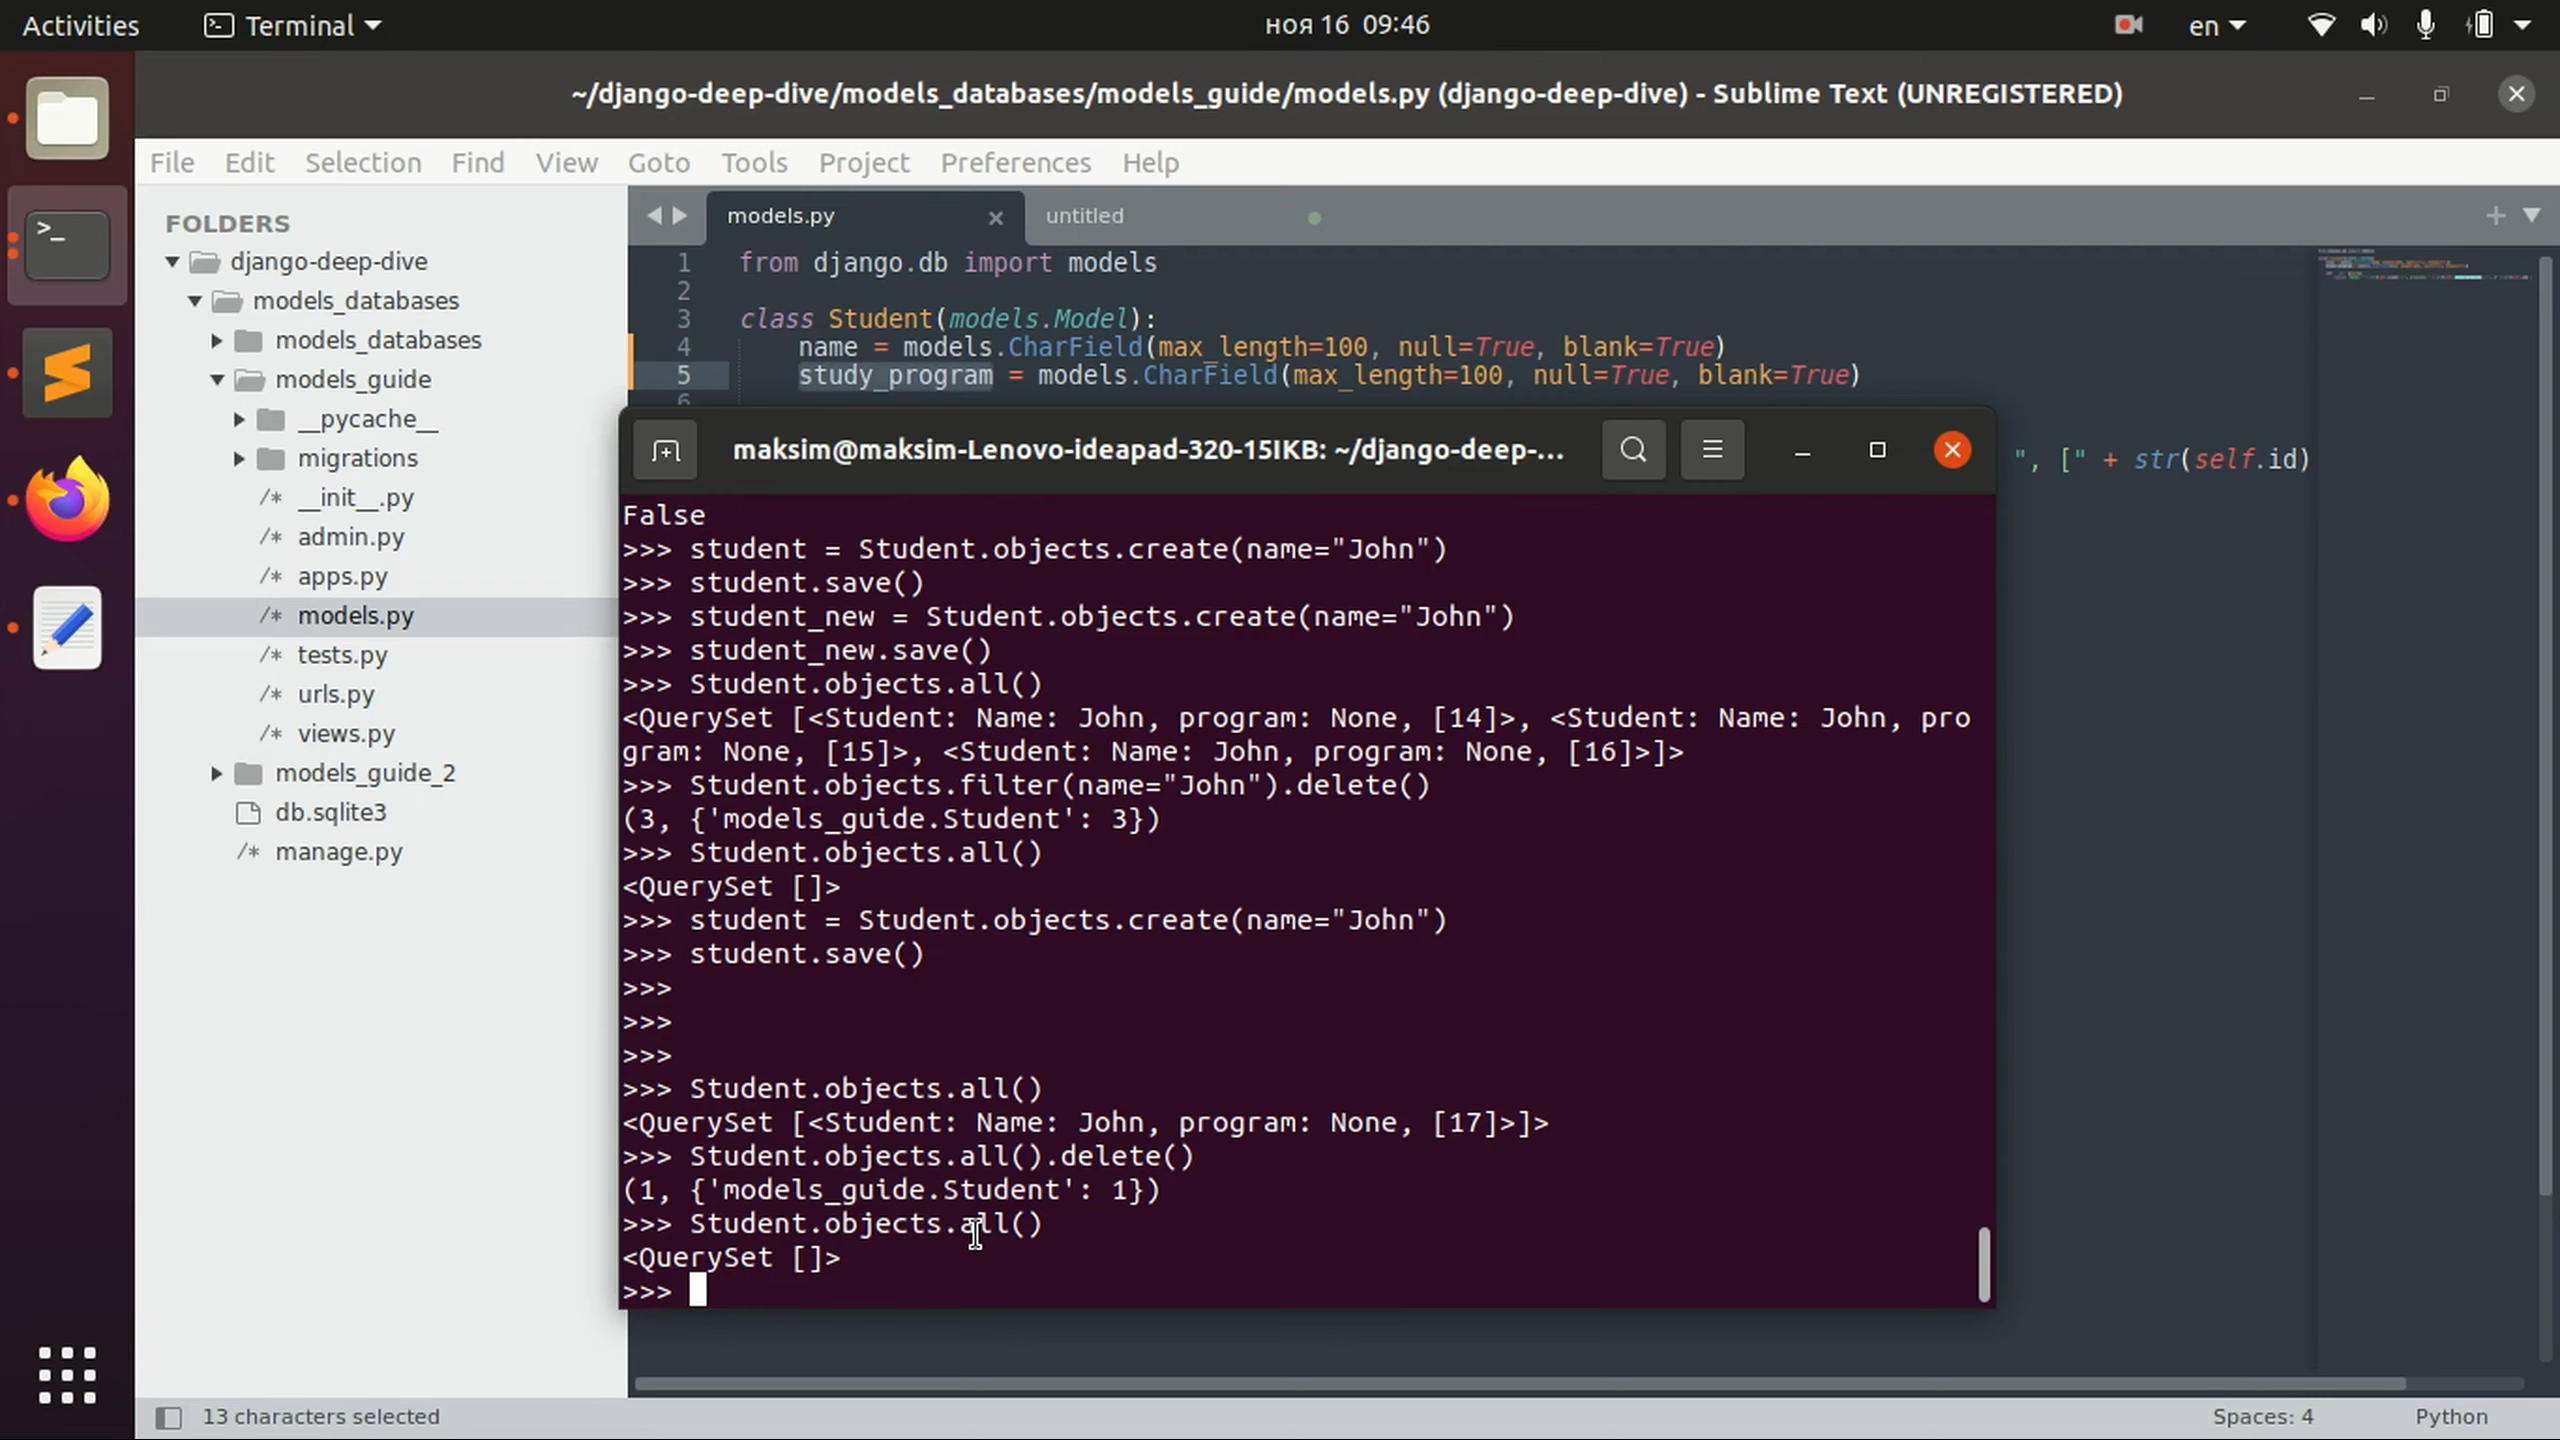 Activities
Terminal
ноя 16 09:46
en
~/django-deep-dive/models_databases/models_guide/models.py (django-deep-dive) - Sublime Text (UNREGISTERED)
File Edit Selection Find View Goto Tools Project Preferences Help
FOLDERS
django-deep-dive
models_databases
models_databases
models_guide
__pycache__
migrations
/* __init__.py
/* admin.py
/* apps.py
/* models.py
/* tests.py
/* urls.py
/* views.py
models_guide_2
db.sqlite3
/* manage.py
models.py
untitled
1 from django.db import models
2
3 class Student(models.Model):
4 name = models.CharField(max_length=100, null=True, blank=True)
5 study_program = models.CharField(max_length=100, null=True, blank=True)
6
", [" + str(self.id)
maksim@maksim-Lenovo-ideapad-320-15IKB: ~/django-deep-...
False
>>> student = Student.objects.create(name="John")
>>> student.save()
>>> student_new = Student.objects.create(name="John")
>>> student_new.save()
>>> Student.objects.all()
<QuerySet [<Student: Name: John, program: None, [14]>, <Student: Name: John, pro
gram: None, [15]>, <Student: Name: John, program: None, [16]>]>
>>> Student.objects.filter(name="John").delete()
(3, {'models_guide.Student': 3})
>>> Student.objects.all()
<QuerySet []>
>>> student = Student.objects.create(name="John")
>>> student.save()
>>>
>>>
>>>
>>> Student.objects.all()
<QuerySet [<Student: Name: John, program: None, [17]>]>
>>> Student.objects.all().delete()
(1, {'models_guide.Student': 1})
>>> Student.objects.all()
<QuerySet []>
>>>
13 characters selected
Spaces: 4
Python